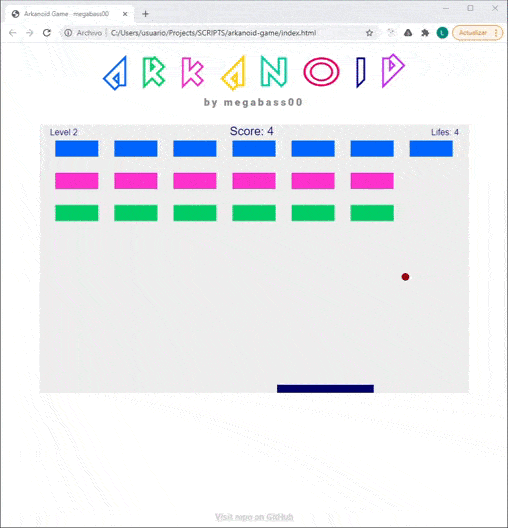 Arkanoid Game · megabass00
Archivo | C:/Users/usuario/Projects/SCRIPTS/arkanoid-game/index.html
Actualizar
ARKANOID
by megabass00
Level 2 Score: 4 Lifes: 4
Visit repo on GitHub